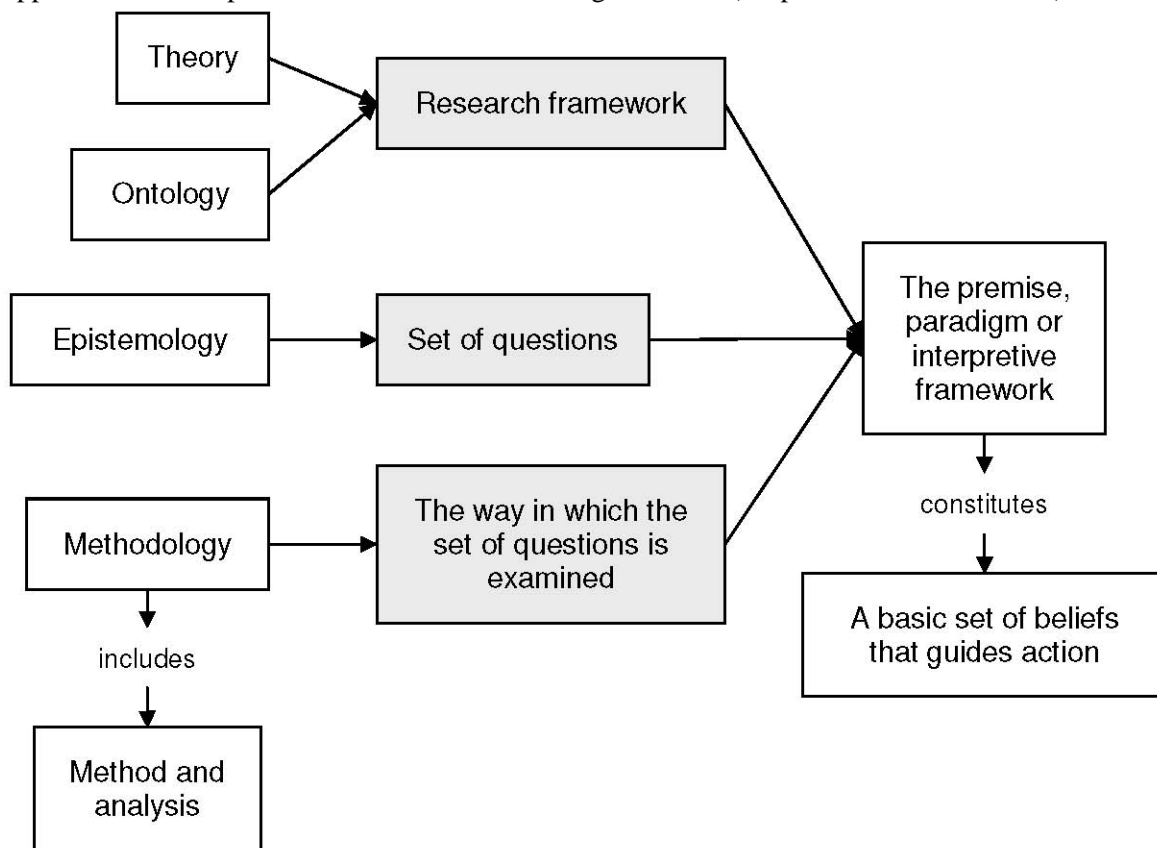 Theory
Research framework
Ontology
Epistemology
Set of questions
The premise,
paradigm or
interpretive
framework
Methodology
The way in which the
set of questions is
examined
constitutes
A basic set of beliefs
that guides action
includes
Method and
analysis